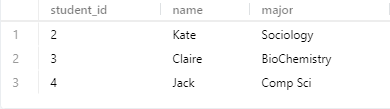 student_id name major
1 2 Kate Sociology
2 3 Claire BioChemistry
3 4 Jack Comp Sci